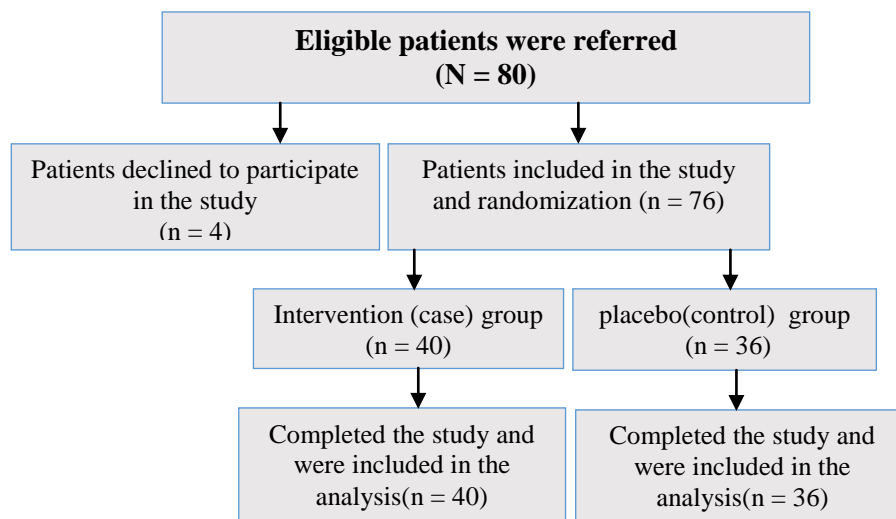 Eligible patients were referred
(N = 80)
Patients declined to participate
in the study
(n = 4)
Patients included in the study
and randomization (n = 76)
Intervention (case) group
(n = 40)
placebo(control) group
(n = 36)
Completed the study and
were included in the
analysis(n = 40)
Completed the study and
were included in the
analysis(n = 36)